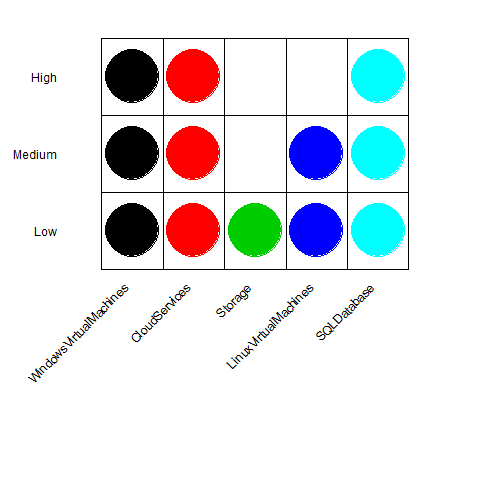 High
Medium
Low
WindowsVirtualMachines
CloudServices
Storage
LinuxVirtualMachines
SQLDatabase